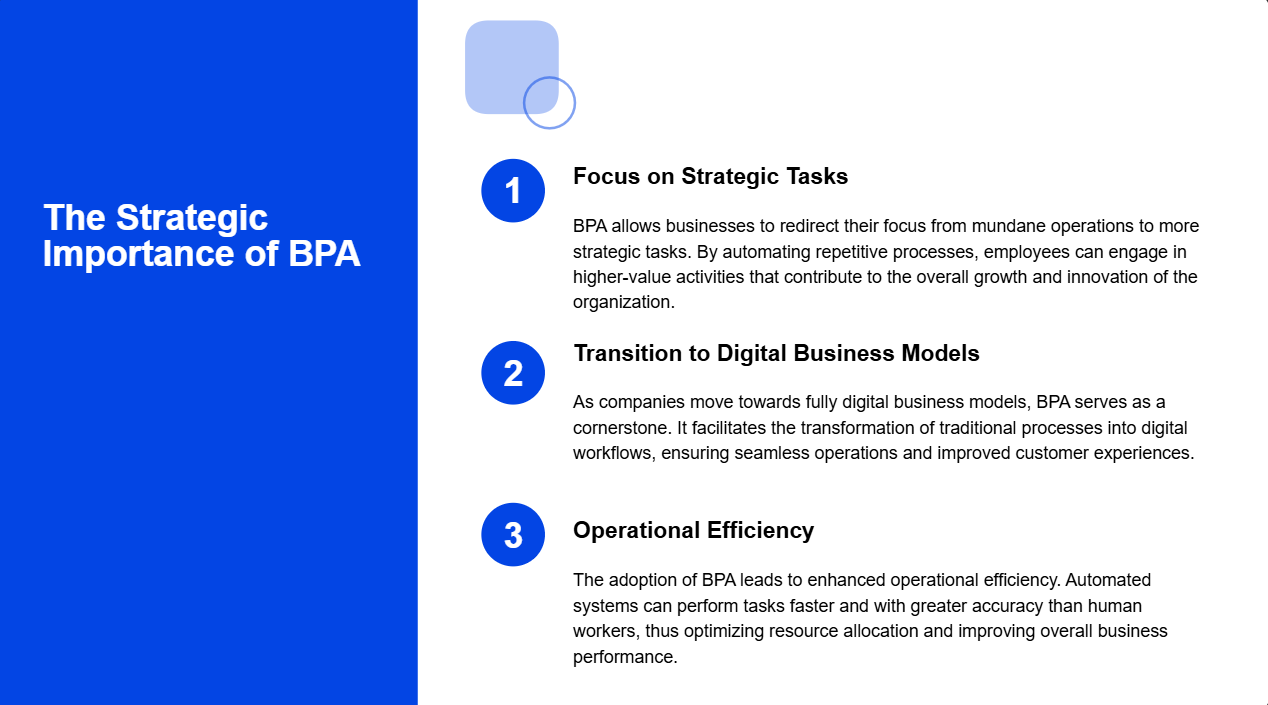 The Strategic
Importance of BPA
1
Focus on Strategic Tasks
BPA allows businesses to redirect their focus from mundane operations to more
strategic tasks. By automating repetitive processes, employees can engage in
higher-value activities that contribute to the overall growth and innovation of the
organization.
2
Transition to Digital Business Models
As companies move towards fully digital business models, BPA serves as a
cornerstone. It facilitates the transformation of traditional processes into digital
workflows, ensuring seamless operations and improved customer experiences.
3
Operational Efficiency
The adoption of BPA leads to enhanced operational efficiency. Automated
systems can perform tasks faster and with greater accuracy than human
workers, thus optimizing resource allocation and improving overall business
performance.